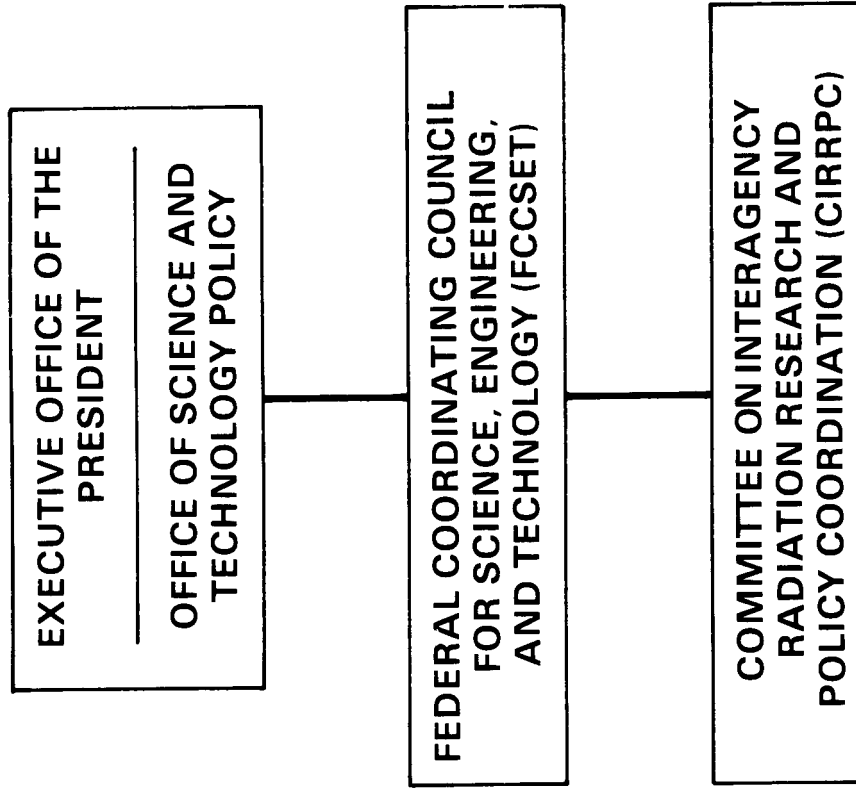 EXECUTIVE OFFICE OF THE
PRESIDENT
OFFICE OF SCIENCE AND
TECHNOLOGY POLICY
FEDERAL COORDINATING COUNCIL
FOR SCIENCE, ENGINEERING,
AND TECHNOLOGY (FCCSET)
COMMITTEE ON INTERAGENCY
RADIATION RESEARCH AND
POLICY COORDINATION (CIRRPC)